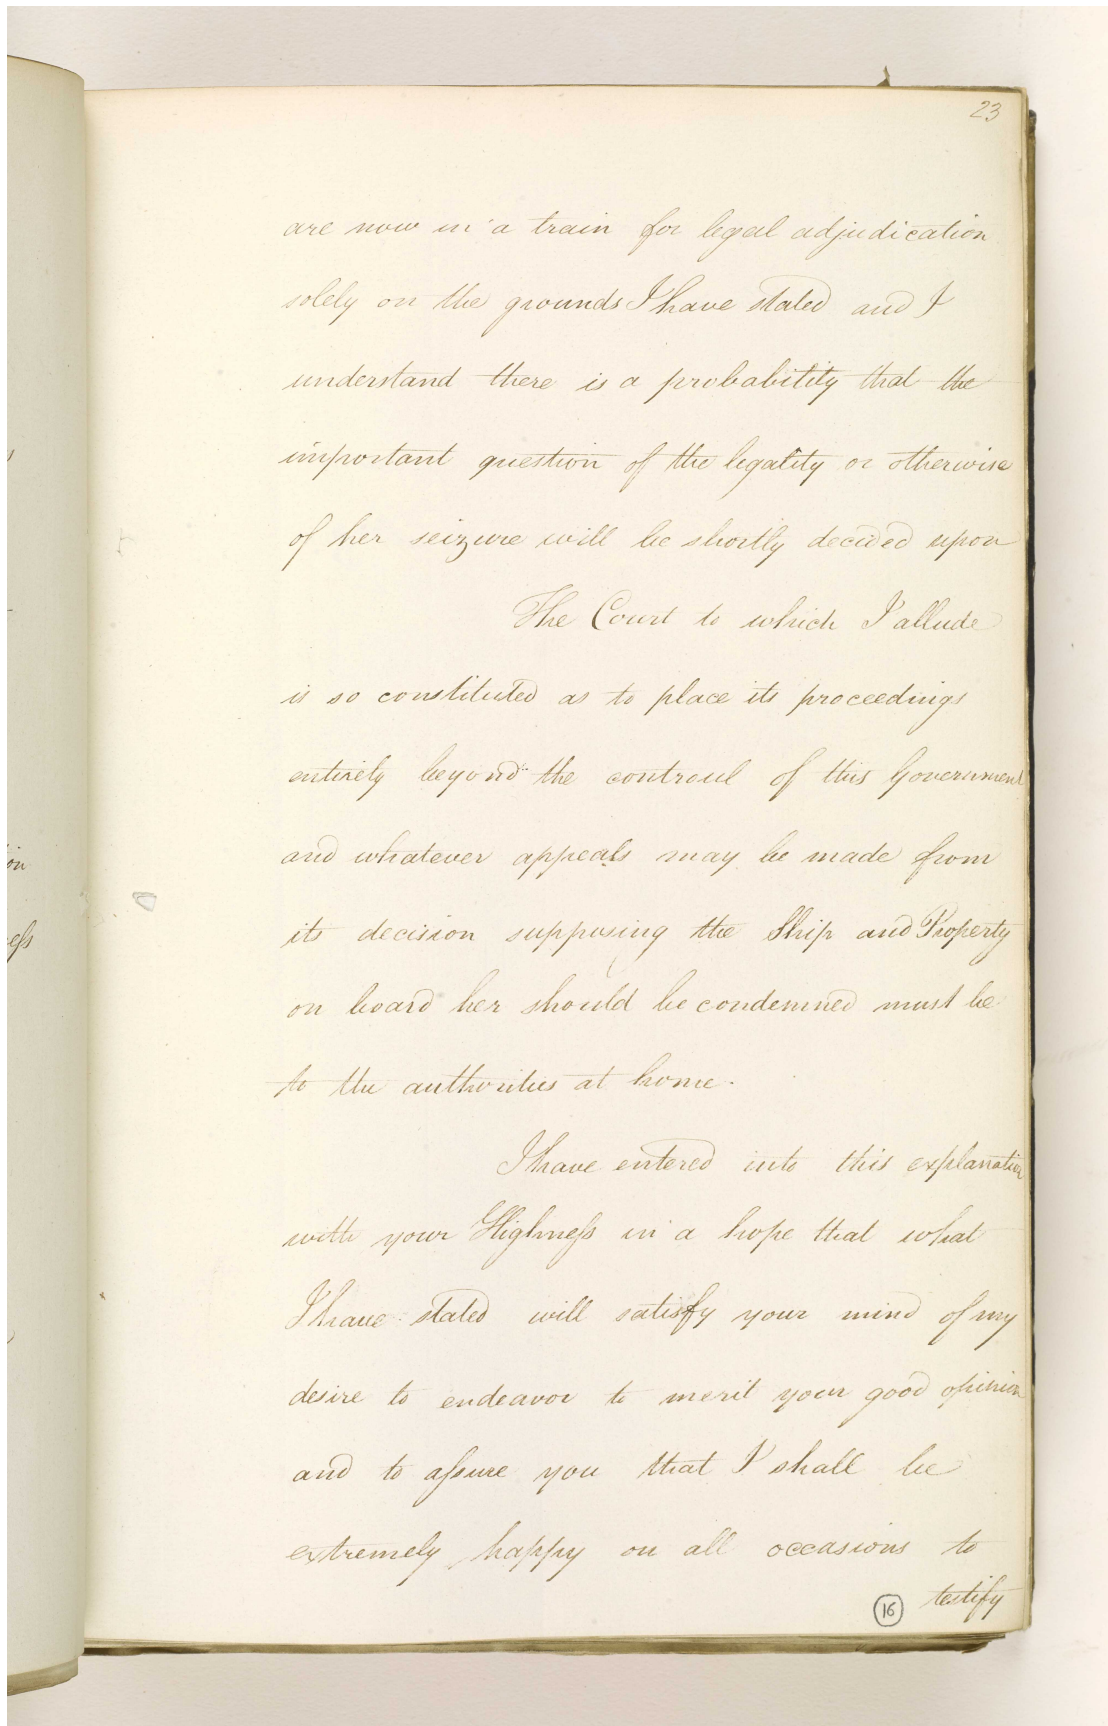 23
are now in a train for legal adjudication
solely on the grounds I have stated and I
understand there is a probability that the
important question of the legality or otherwise
of her seizure will be shortly decided upon
The Court to which I allude
is so constituted as to place its proceedings
entirely beyond the controul of this Government
and whatever appeals may be made from
its decision supposing the Ship and Property
on board her should be condemned must be
to the authorities at home.
I have entered into this explanation
with your Highneſs in a hope that what
I have stated will satisfy your mind of my
desire to endeavor to merit your good opinion
and to aſsure you that I shall be
extremely happy on all occasions to
testify
16
ön
eſs